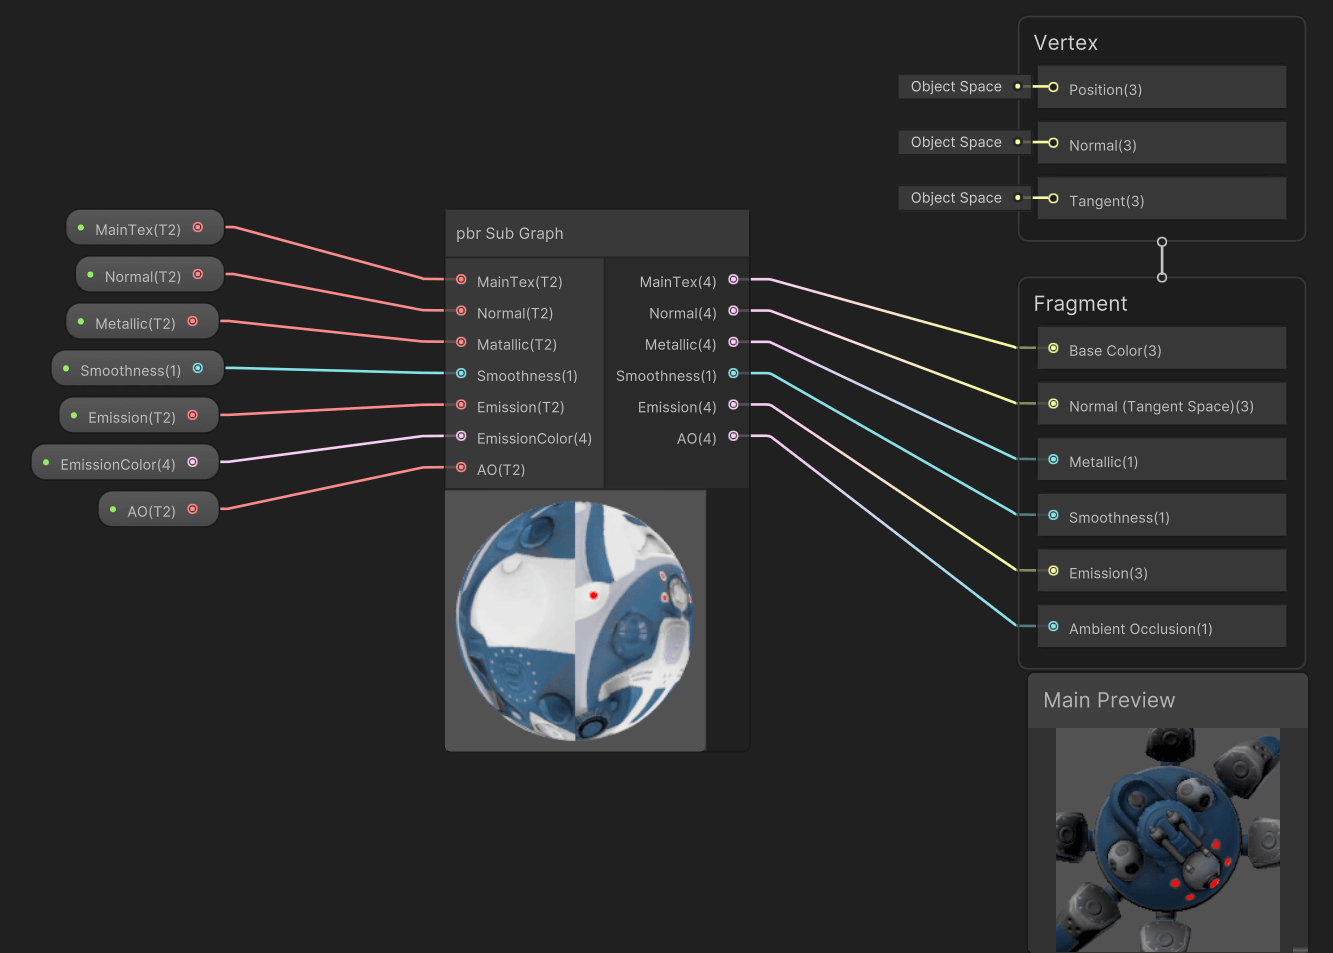 Vertex
Object Space
Position(3)
Object Space
Normal(3)
Object Space
Tangent(3)
MainTex(T2)
Normal(T2)
Metallic(T2)
Smoothness(1)
Emission(T2)
EmissionColor(4)
AO(T2)
pbr Sub Graph
MainTex(T2)
Normal(T2)
Matallic(T2)
Smoothness(1)
Emission(T2)
EmissionColor(4)
AO(T2)
MainTex(4)
Normal(4)
Metallic(4)
Smoothness(1)
Emission(4)
AO(4)
Fragment
Base Color(3)
Normal (Tangent Space)(3)
Metallic(1)
Smoothness(1)
Emission(3)
Ambient Occlusion(1)
Main Preview